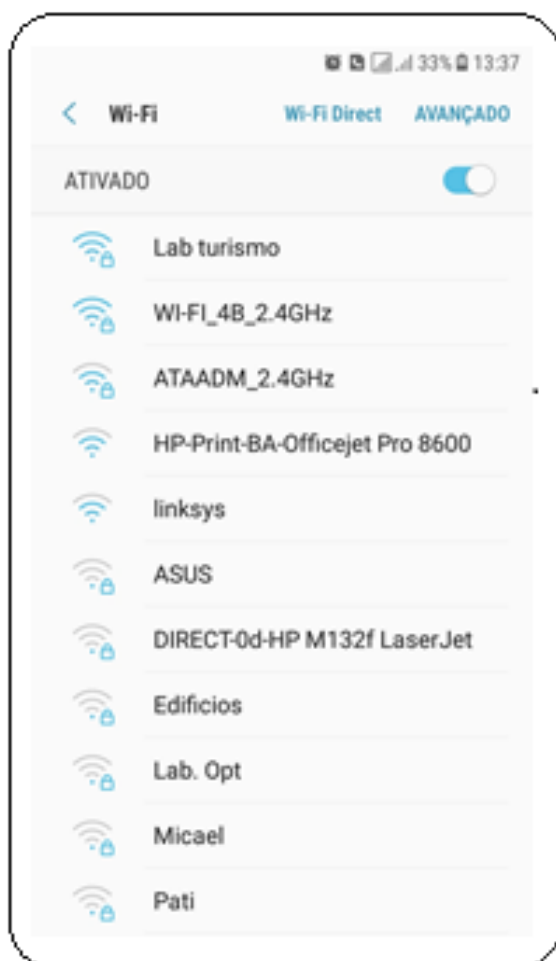 33% 13:37
Wi-Fi Wi-Fi Direct AVANÇADO
ATIVADO
Lab turismo
WI-FI_4B_2.4GHz
ATAADM_2.4GHz
HP-Print-BA-Officejet Pro 8600
linksys
ASUS
DIRECT-0d-HP M132f LaserJet
Edificios
Lab. Opt
Micael
Pati